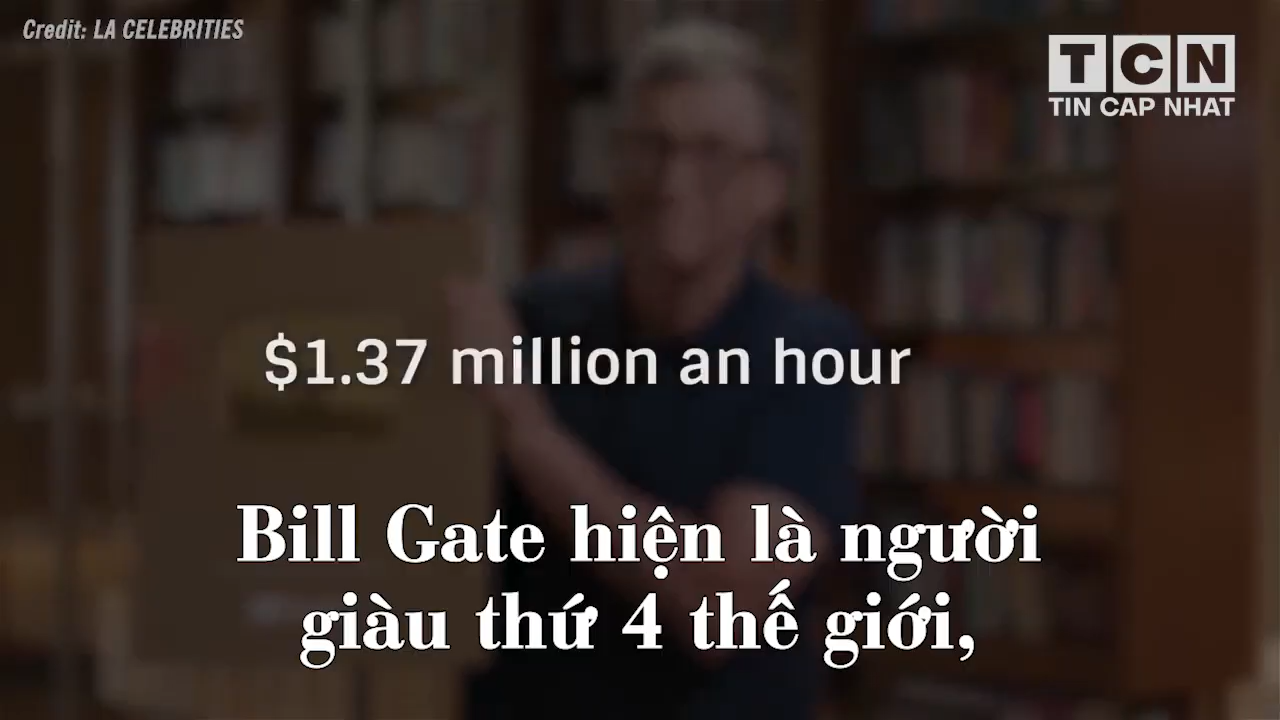 Credit: LA CELEBRITIES
TCN
TIN CAP NHAT
$1.37 million an hour
Bill Gate hiện là người
giàu thứ 4 thế giới,